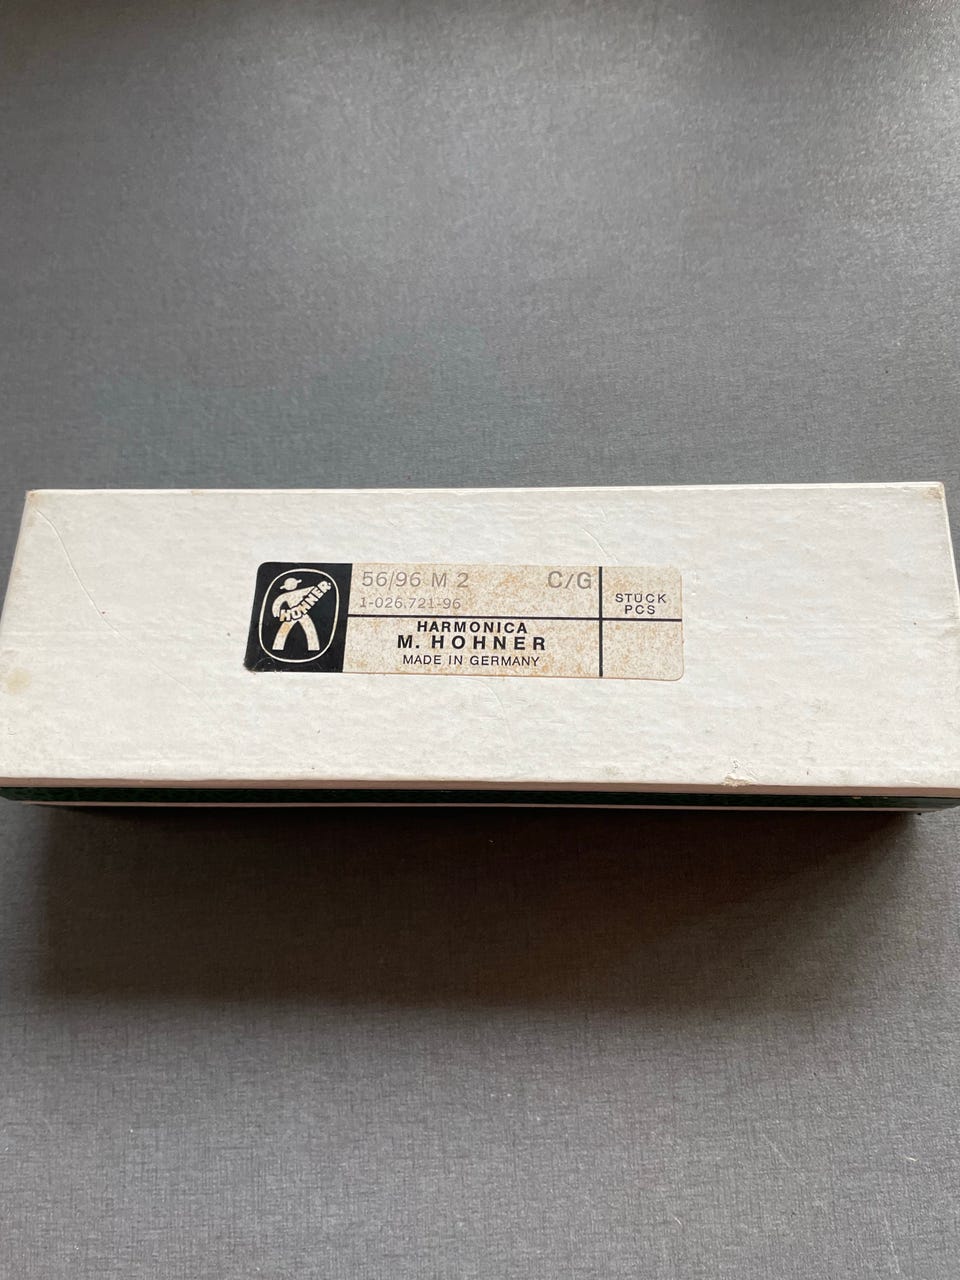 HOHNER
56/96 M 2 C/G
1-026.721-96
STÜCK
PCS
HARMONICA
M. HOHNER
MADE IN GERMANY